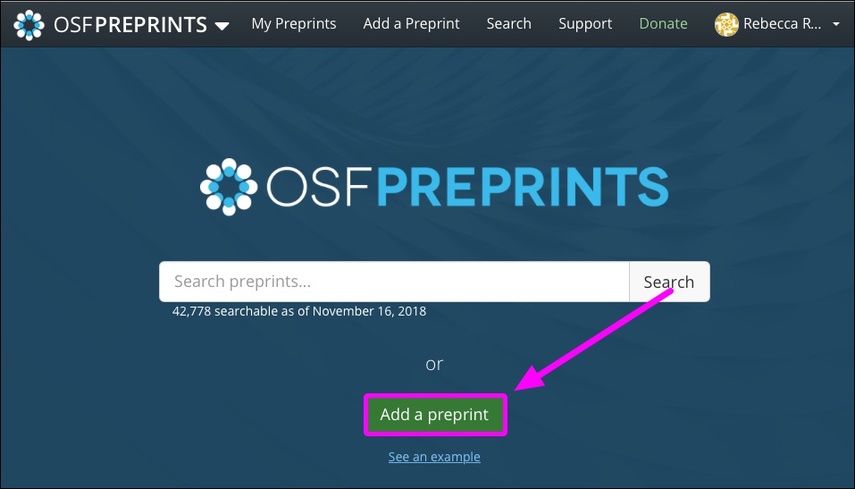 OSFPREPRINTS My Preprints Add a Preprint Search Support Donate Rebecca R...
OSFPREPRINTS
Search preprints... Search
42,778 searchable as of November 16, 2018
or
Add a preprint
See an example